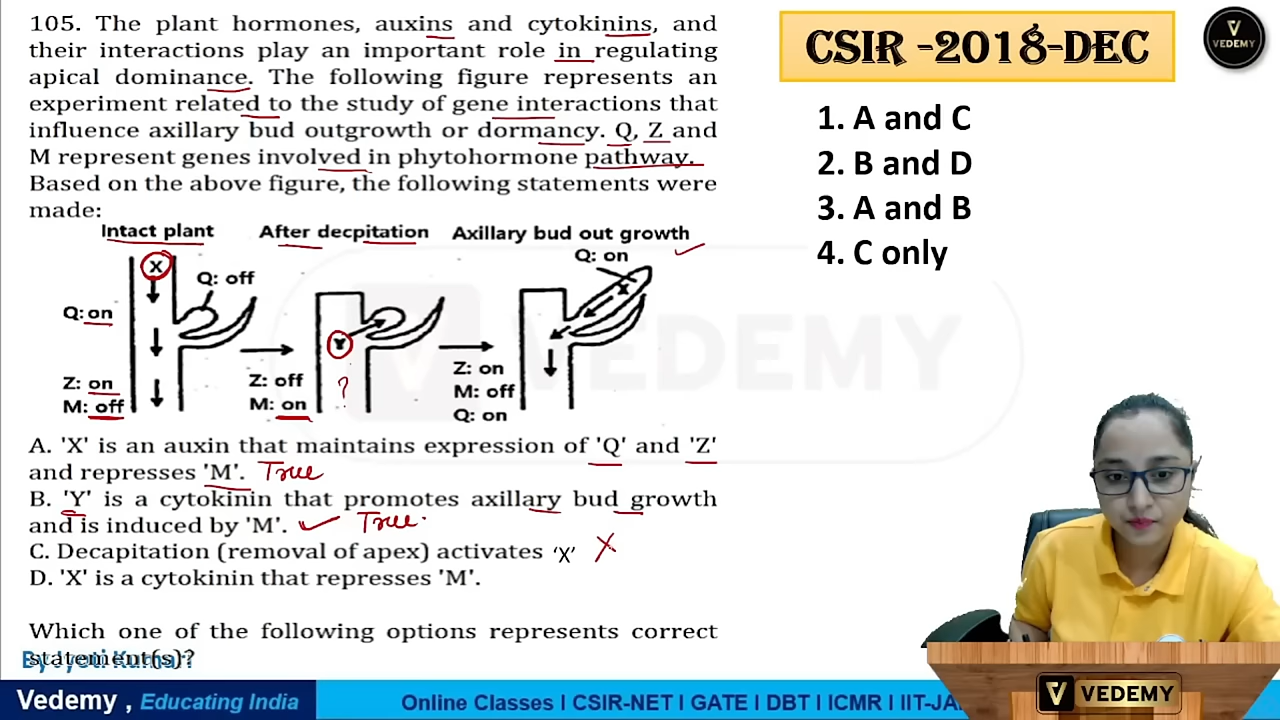 105. The plant hormones, auxins and cytokinins, and
their interactions play an important role in regulating
apical dominance. The following figure represents an
experiment related to the study of gene interactions that
influence axillary bud outgrowth or dormancy. Q, Z and
M represent genes involved in phytohormone pathway.
Based on the above figure, the following statements were
made:
Intact plant After decpitation Axillary bud out growth
X
Q: off
Q: on
Q: on
X
Y
?
Z: on
M: off
Z: off
M: on
Z: on
M: off
Q: on
A. 'X' is an auxin that maintains expression of 'Q' and 'Z'
and represses 'M'. True
B. 'Y' is a cytokinin that promotes axillary bud growth
and is induced by 'M'. True.
C. Decapitation (removal of apex) activates 'X'
D. 'X' is a cytokinin that represses 'M'.
Which one of the following options represents correct
statement(s)?
CSIR -2018-DEC
V
VEDEMY
1. A and C
2. B and D
3. A and B
4. C only
VEDEMY
By Jyoti Kumari
Vedemy , Educating India
Online Classes I CSIR-NET I GATE I DBT I ICMR I IIT-JA
V VEDEMY